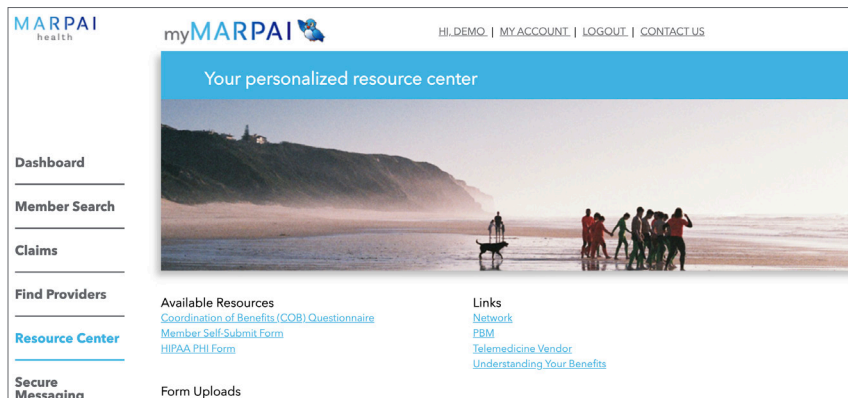 MARPAI
health
myMARPAI
HI, DEMO | MY ACCOUNT | LOGOUT | CONTACT US
Your personalized resource center
Dashboard
Member Search
Claims
Find Providers
Resource Center
Secure
Messaging
Available Resources
Coordination of Benefits (COB) Questionnaire
Member Self-Submit Form
HIPAA PHI Form
Links
Network
PBM
Telemedicine Vendor
Understanding Your Benefits
Form Uploads